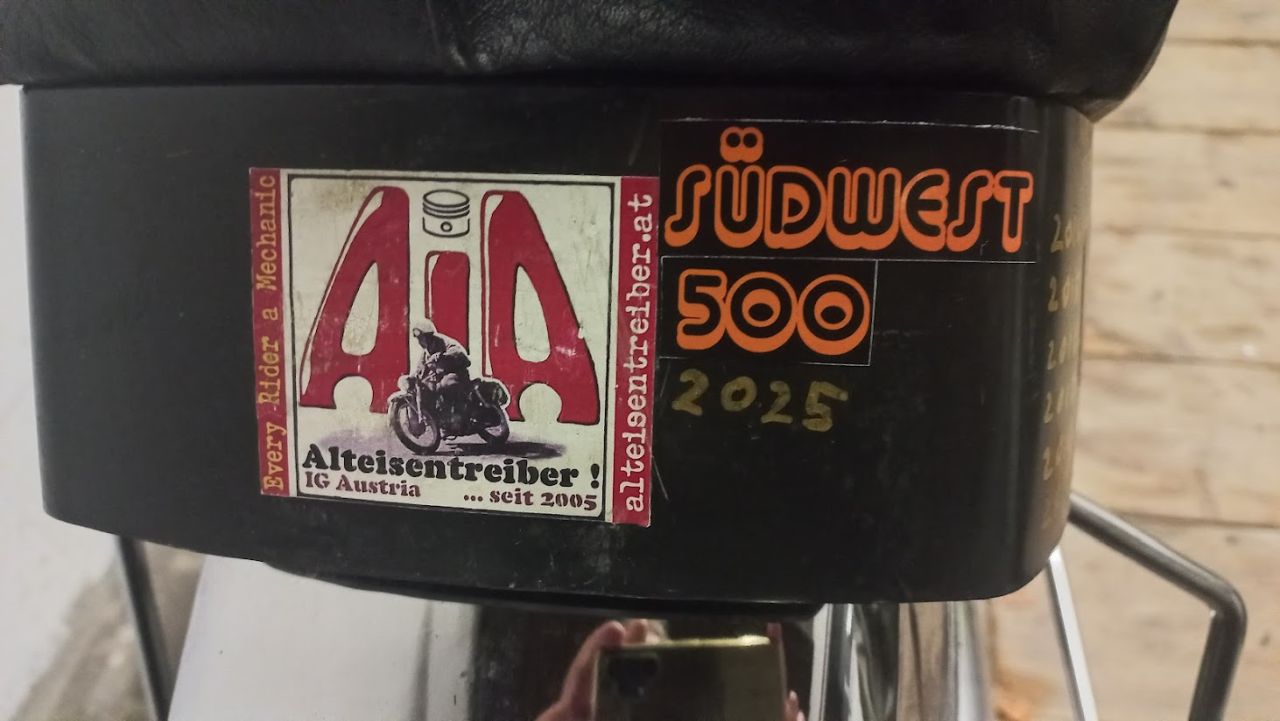 Every Rider a Mechanic
AiA
Alteisentreiber !
IG Austria ... seit 2005
alteisentreiber.at
SÜDWEST
500
2025